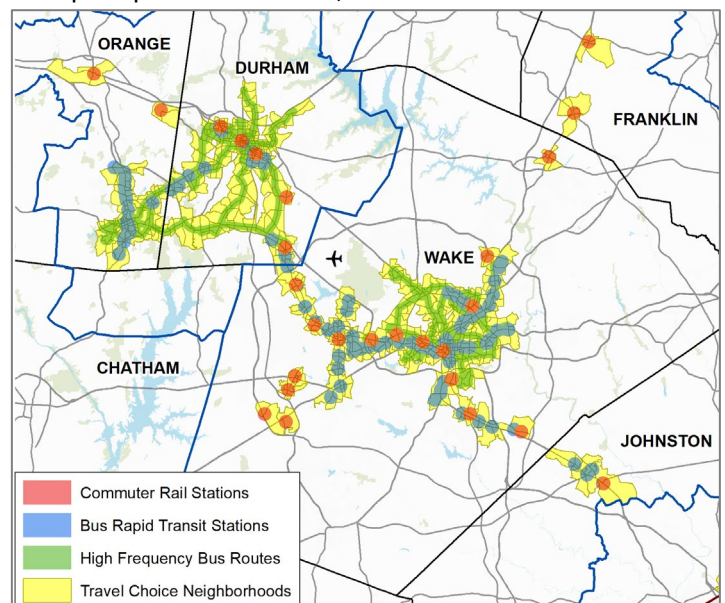 ORANGE
DURHAM
FRANKLIN
WAKE
CHATHAM
JOHNSTON
Commuter Rail Stations
Bus Rapid Transit Stations
High Frequency Bus Routes
Travel Choice Neighborhoods